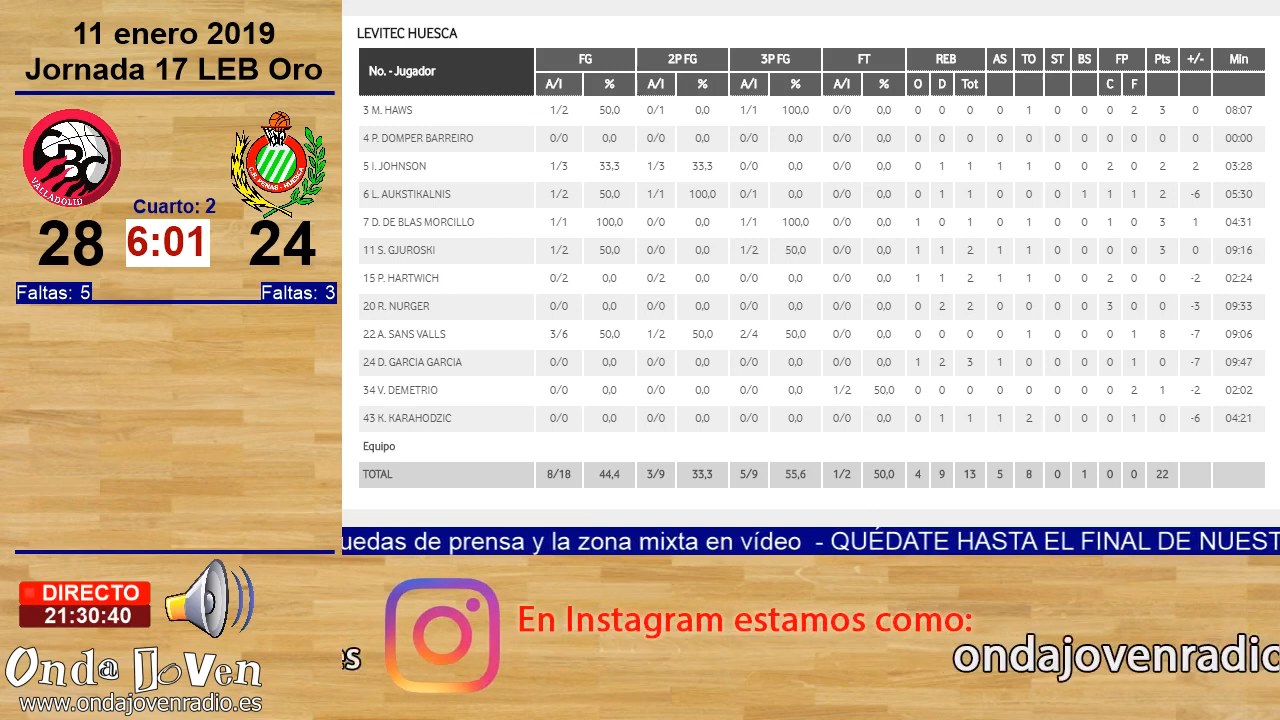 11 enero 2019
Jornada 17 LEB Oro
VALLADOLID
C.B. PEÑAS - HUESCA
Cuarto: 2
28 6:01 24
Faltas: 5 Faltas: 3
LEVITEC HUESCA
No. - Jugador FG 2P FG 3P FG FT REB AS TO ST BS FP Pts +/- Min
A/I % A/I % A/I % A/I % O D Tot C F
3 M. HAWS 1/2 50,0 0/1 0,0 1/1 100,0 0/0 0,0 0 0 0 0 1 0 0 0 2 3 0 08:07
4 P. DOMPER BARREIRO 0/0 0,0 0/0 0,0 0/0 0,0 0/0 0,0 0 0 0 0 0 0 0 0 0 0 0 00:00
5 I. JOHNSON 1/3 33,3 1/3 33,3 0/0 0,0 0/0 0,0 0 1 1 1 1 0 0 2 0 2 2 03:28
6 L. AUKSTIKALNIS 1/2 50,0 1/1 100,0 0/1 0,0 0/0 0,0 0 1 1 0 0 0 1 1 1 2 -6 05:30
7 D. DE BLAS MORCILLO 1/1 100,0 0/0 0,0 1/1 100,0 0/0 0,0 1 0 1 0 1 0 0 1 0 3 1 04:31
11 S. GJUROSKI 1/2 50,0 0/0 0,0 1/2 50,0 0/0 0,0 1 1 2 1 1 0 0 0 0 3 0 09:16
15 P. HARTWICH 0/2 0,0 0/2 0,0 0/0 0,0 0/0 0,0 1 1 2 1 1 0 0 2 0 0 -2 02:24
20 R. NURGER 0/0 0,0 0/0 0,0 0/0 0,0 0/0 0,0 0 2 2 0 0 0 0 3 0 0 -3 09:33
22 A. SANS VALLS 3/6 50,0 1/2 50,0 2/4 50,0 0/0 0,0 0 0 0 0 1 0 0 0 1 8 -7 09:06
24 D. GARCIA GARCIA 0/0 0,0 0/0 0,0 0/0 0,0 0/0 0,0 1 2 3 1 0 0 0 0 1 0 -7 09:47
34 V. DEMETRIO 0/0 0,0 0/0 0,0 0/0 0,0 1/2 50,0 0 0 0 0 0 0 0 0 2 1 -2 02:02
43 K. KARAHODZIC 0/0 0,0 0/0 0,0 0/0 0,0 0/0 0,0 0 1 1 1 2 0 0 0 1 0 -6 04:21
Equipo
TOTAL 8/18 44,4 3/9 33,3 5/9 55,6 1/2 50,0 4 9 13 5 8 0 1 0 0 22
uedas de prensa y la zona mixta en vídeo - QUÉDATE HASTA EL FINAL DE NUEST
DIRECTO
21:30:40
Onda Joven
www.ondajovenradio.es
es
En Instagram estamos como:
ondajovenradio